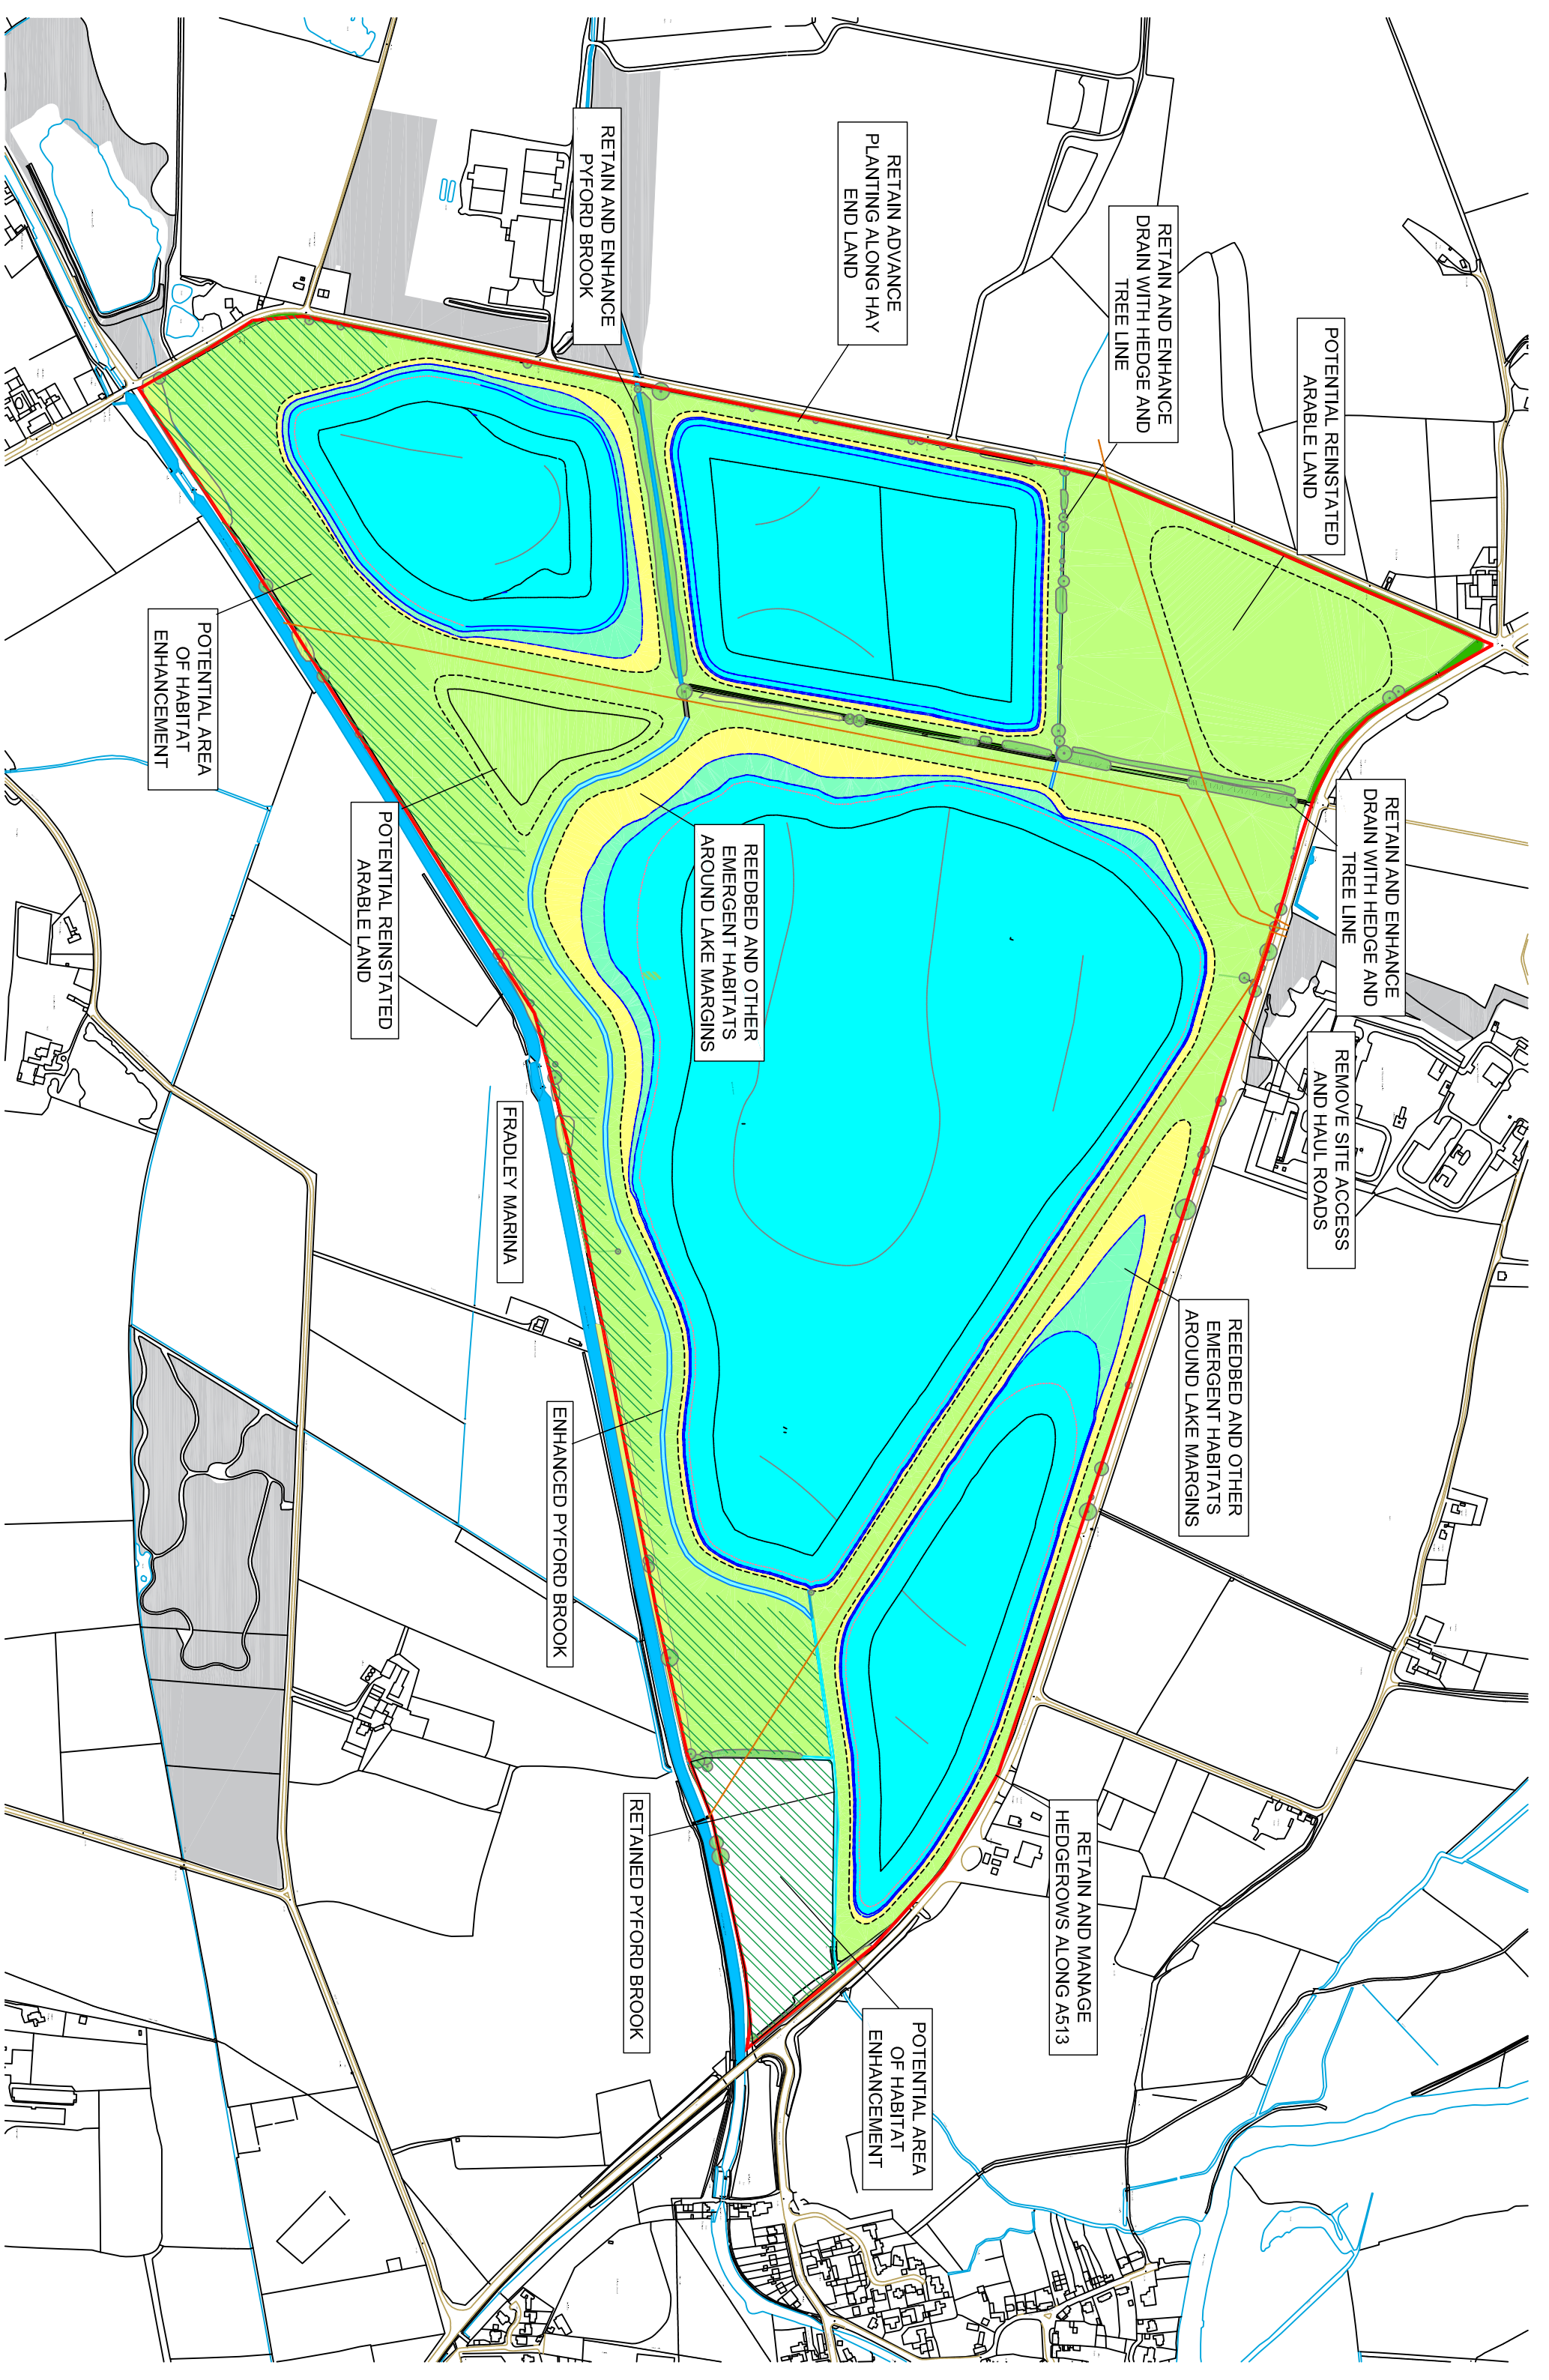 POTENTIAL REINSTATED
ARABLE LAND
RETAIN AND ENHANCE
DRAIN WITH HEDGE AND
TREE LINE
REMOVE SITE ACCESS
AND HAUL ROADS
RETAIN AND ENHANCE
DRAIN WITH HEDGE AND
TREE LINE
REEDBED AND OTHER
EMERGENT HABITATS
AROUND LAKE MARGINS
RETAIN AND MANAGE
HEDGEROWS ALONG A513
RETAIN ADVANCE
PLANTING ALONG HAY
END LAND
POTENTIAL AREA
OF HABITAT
ENHANCEMENT
REEDBED AND OTHER
EMERGENT HABITATS
AROUND LAKE MARGINS
RETAIN AND ENHANCE
PYFORD BROOK
RETAINED PYFORD BROOK
ENHANCED PYFORD BROOK
FRADLEY MARINA
POTENTIAL REINSTATED
ARABLE LAND
POTENTIAL AREA
OF HABITAT
ENHANCEMENT